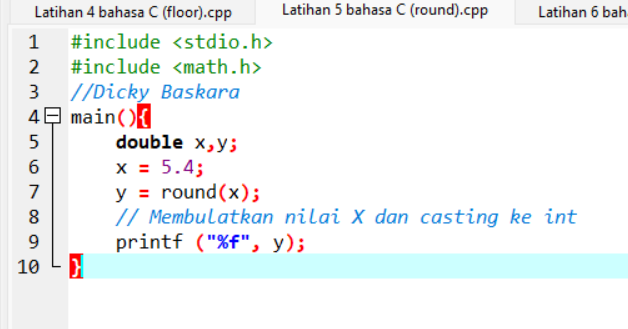 Latihan 4 bahasa C (floor).cpp Latihan 5 bahasa C (round).cpp Latihan 6 bah
1 #include <stdio.h>
2 #include <math.h>
3 //Dicky Baskara
4 main(){
5 double x,y;
6 x = 5.4;
7 y = round(x);
8 // Membulatkan nilai X dan casting ke int
9 printf ("%f", y);
10 }